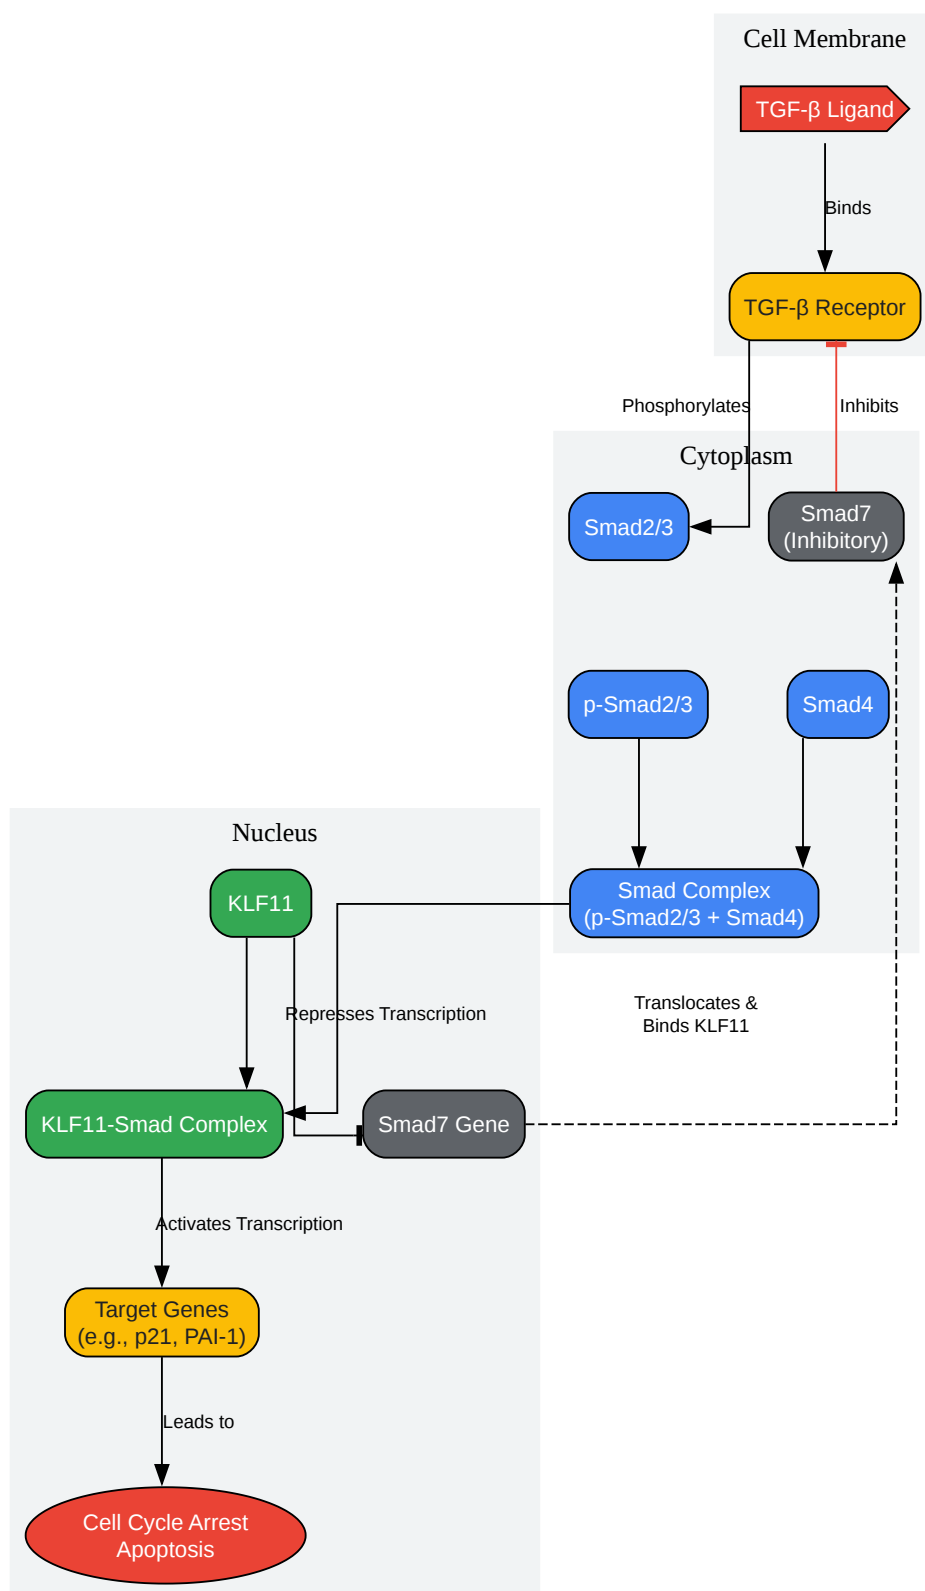 Cell Membrane
TGF-β Ligand
Binds
TGF-β Receptor
Phosphorylates
Inhibits
Cytoplasm
Smad2/3
Smad7
(Inhibitory)
p-Smad2/3
Smad4
Nucleus
KLF11
Smad Complex
(p-Smad2/3 + Smad4)
Represses Transcription
Translocates &
Binds KLF11
KLF11-Smad Complex
Smad7 Gene
Activates Transcription
Target Genes
(e.g., p21, PAI-1)
Leads to
Cell Cycle Arrest
Apoptosis